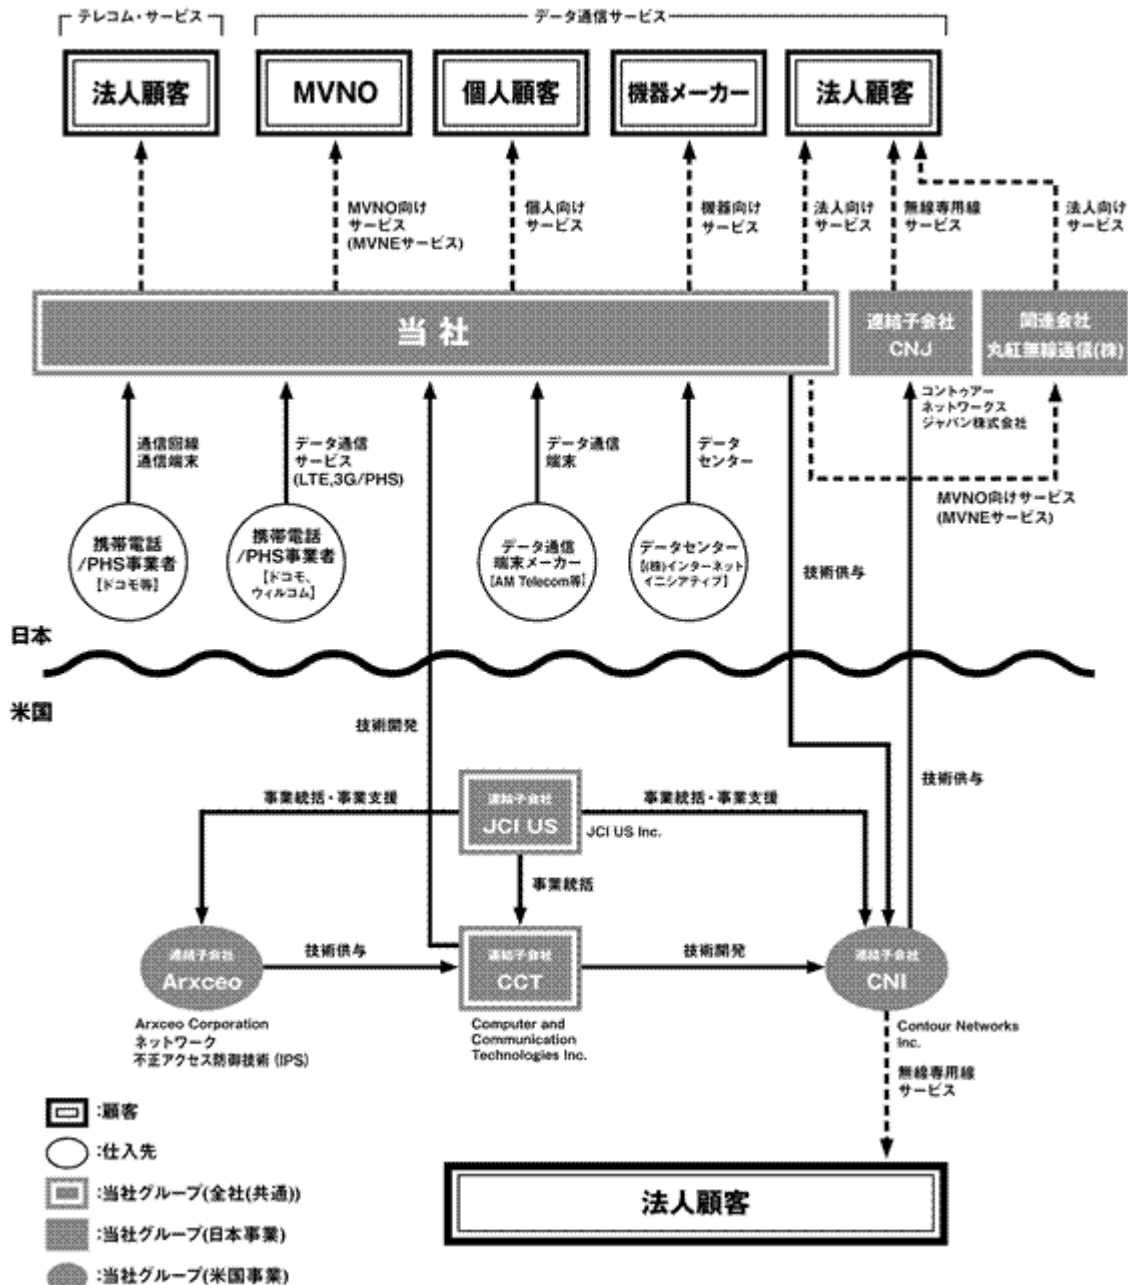 テレコム・サービス
データ通信サービス
法人顧客
MVNO
個人顧客
機器メーカー
法人顧客
MVNO向け
サービス
(MVNEサービス)
個人向け
サービス
機器向け
サービス
法人向け
サービス
無線専用線
サービス
法人向け
サービス
当社
連結子会社
CNJ
関連会社
丸紅無線通信(株)
コントゥアー
ネットワークス
ジャパン株式会社
通信回線
通信端末
データ通信
サービス
(LTE,3G/PHS)
データ通信
端末
データ
センター
MVNO向けサービス
(MVNEサービス)
携帯電話
/PHS事業者
【ドコモ等】
携帯電話
/PHS事業者
【ドコモ、
ウィルコム】
データ通信
端末メーカー
[AM Telecom等]
データセンター
【(株)インターネット
イニシアティブ】
技術供与
日本
米国
技術開発
技術供与
事業統括・事業支援
連結子会社
JCI US
JCI US Inc.
事業統括・事業支援
事業統括
連結子会社
Arxceo
技術供与
連結子会社
CCT
技術開発
連結子会社
CNI
Arxceo Corporation
ネットワーク
不正アクセス防御技術(IPS)
Computer and
Communication
Technologies Inc.
Contour Networks
Inc.
無線専用線
サービス
:顧客
:仕入先
:当社グループ(全社(共通))
:当社グループ(日本事業)
:当社グループ(米国事業)
法人顧客